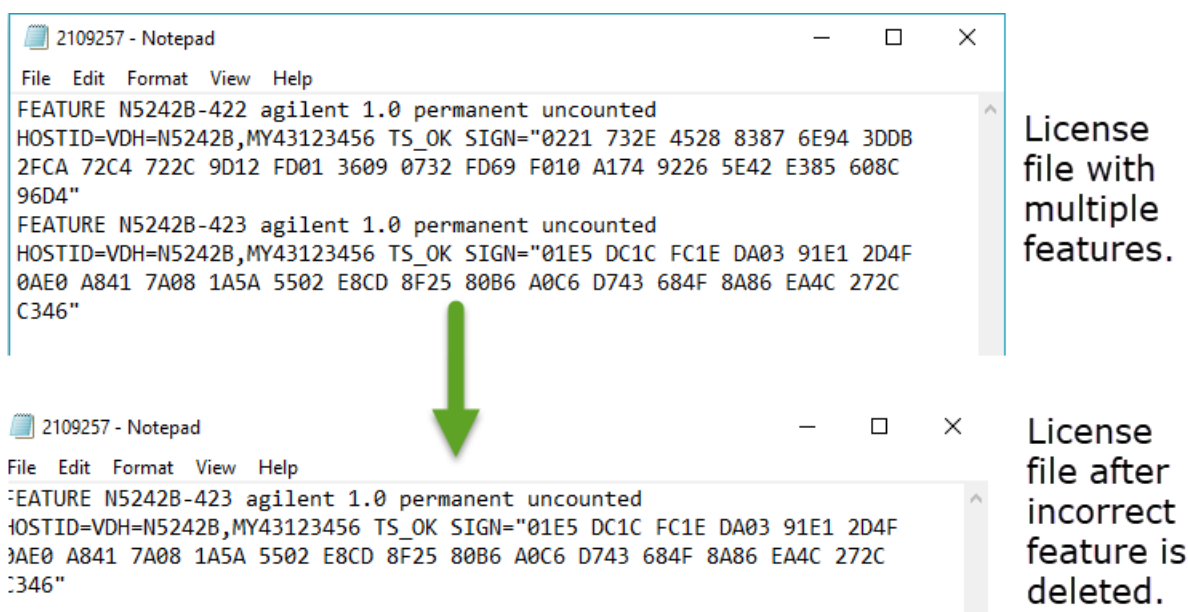 2109257 - Notepad
File Edit Format View Help
FEATURE N5242B-422 agilent 1.0 permanent uncounted
HOSTID=VDH=N5242B,MY43123456 TS_OK SIGN="0221 732E 4528 8387 6E94 3DDB
2FCA 72C4 722C 9D12 FD01 3609 0732 FD69 F010 A174 9226 5E42 E385 608C
96D4"
FEATURE N5242B-423 agilent 1.0 permanent uncounted
HOSTID=VDH=N5242B,MY43123456 TS_OK SIGN="01E5 DC1C FC1E DA03 91E1 2D4F
0AE0 A841 7A08 1A5A 5502 E8CD 8F25 80B6 A0C6 D743 684F 8A86 EA4C 272C
C346"
License
file with
multiple
features.
2109257 - Notepad
File Edit Format View Help
FEATURE N5242B-423 agilent 1.0 permanent uncounted
HOSTID=VDH=N5242B,MY43123456 TS_OK SIGN="01E5 DC1C FC1E DA03 91E1 2D4F
0AE0 A841 7A08 1A5A 5502 E8CD 8F25 80B6 A0C6 D743 684F 8A86 EA4C 272C
C346"
License
file after
incorrect
feature is
deleted.